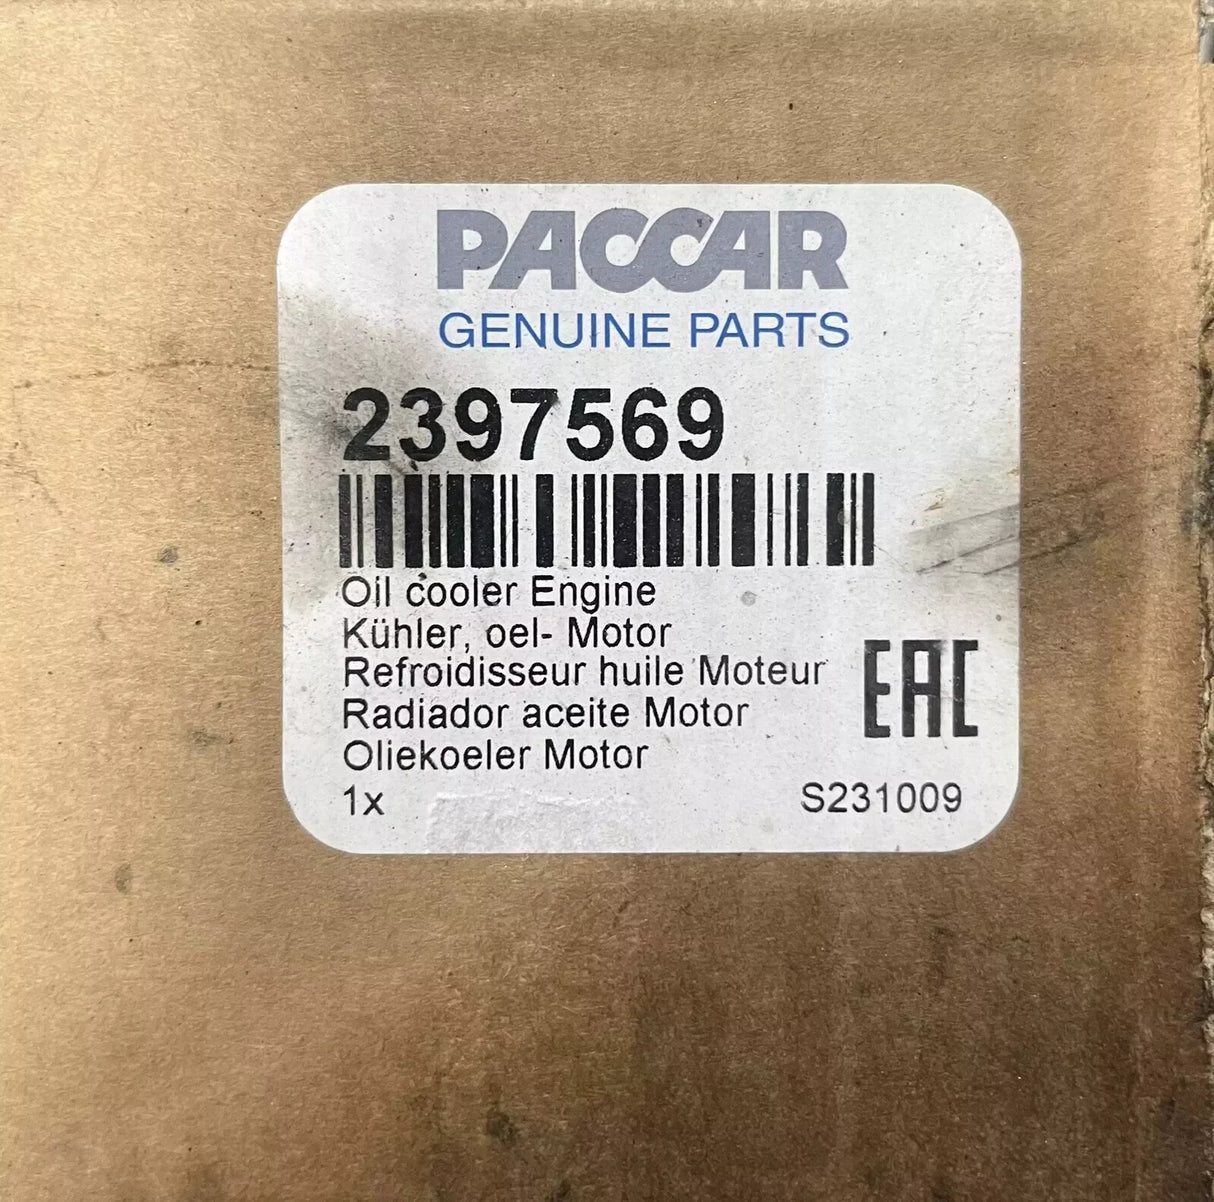 PACCAR
GENUINE PARTS
2397569
Oil cooler Engine
Kühler, oel- Motor
Refroidisseur huile Moteur
Radiador aceite Motor
Oliekoeler Motor
EAC
1x S231009